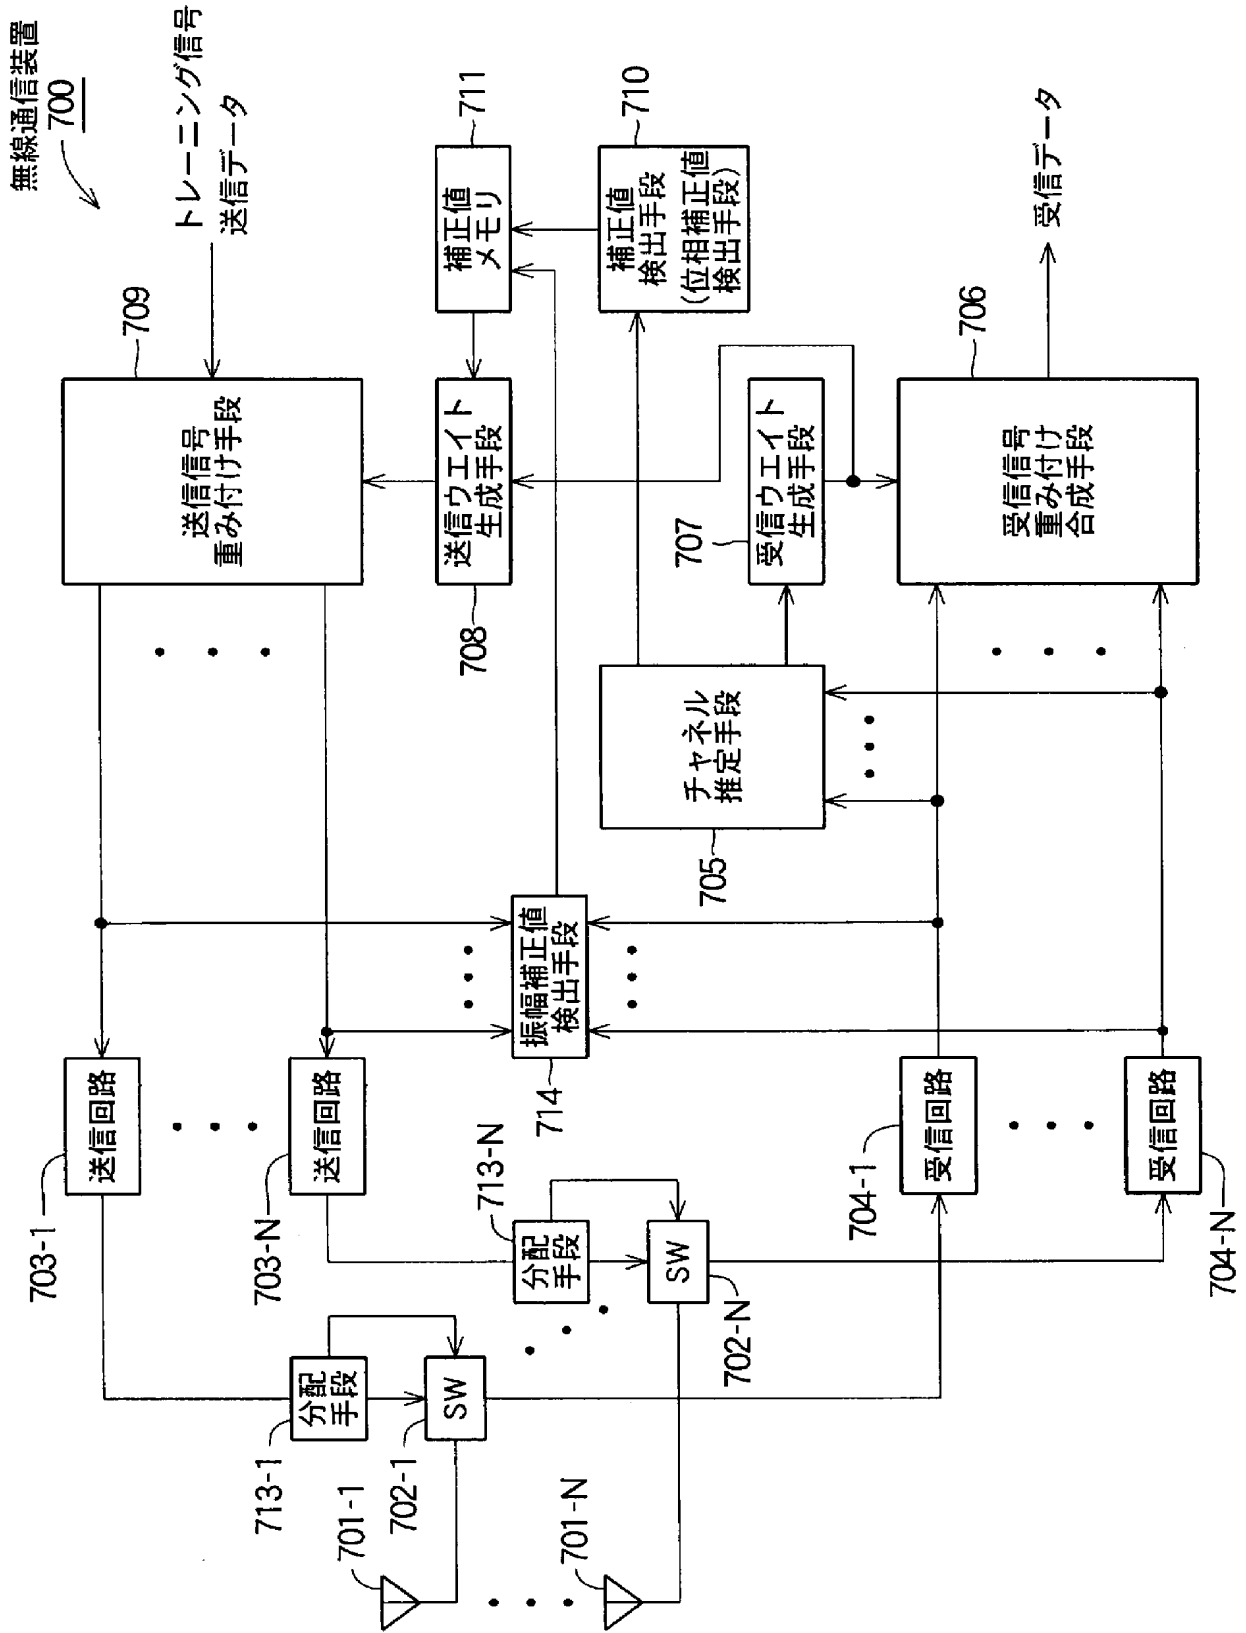 無線通信装置
700
トレーニング信号
送信データ
709
送信信号
重み付け手段
711
補正値
メモリ
710
補正値
検出手段
(位相補正値
検出手段)
708
送信ウエイト
生成手段
707
受信ウエイト
生成手段
706
受信信号
重み付け
合成手段
受信データ
705
チャネル
推定手段
714
振幅補正値
検出手段
703-1
送信回路
703-N
送信回路
704-1
受信回路
704-N
受信回路
713-1
分配
手段
713-N
分配
手段
702-1
SW
702-N
SW
701-1
701-N